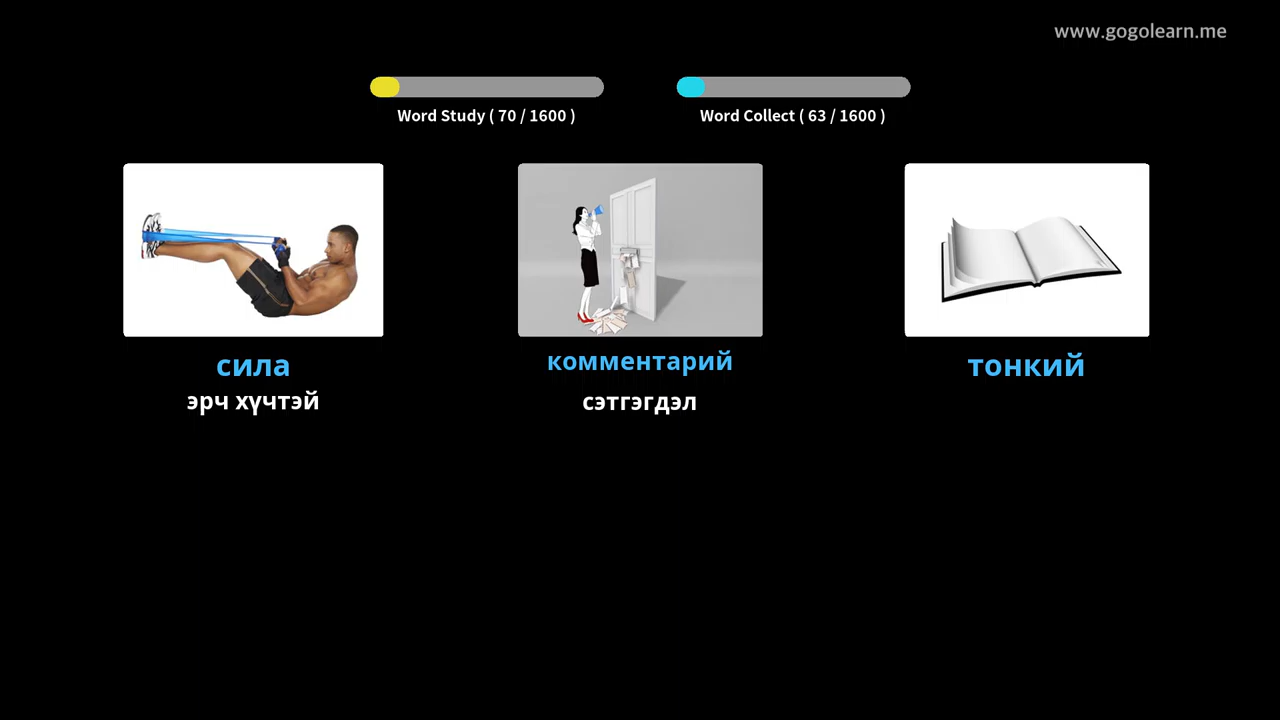 www.gogolearn.me
Word Study ( 70 / 1600 )
Word Collect ( 63 / 1600 )
сила
эрч хүчтэй
комментарий
сэтгэгдэл
тонкий